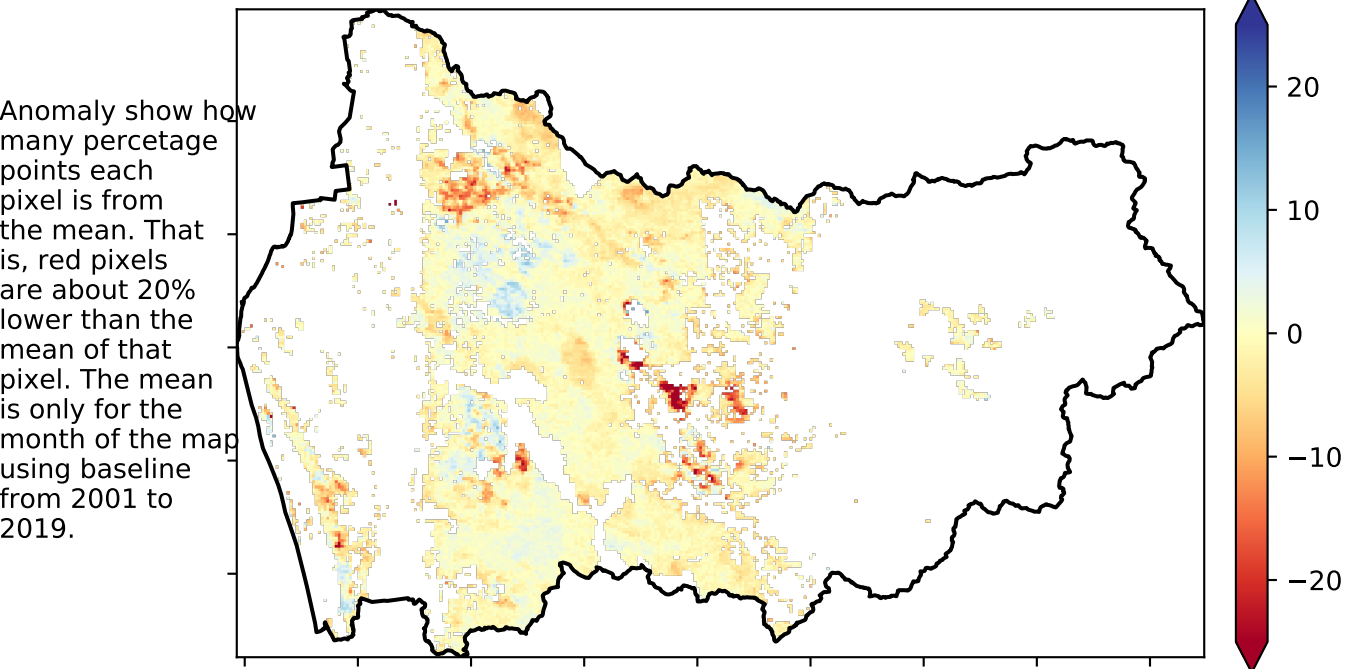 Anomaly show how
many percetage
points each
pixel is from
the mean. That
is, red pixels
are about 20%
lower than the
mean of that
pixel. The mean
is only for the
month of the map
using baseline
from 2001 to
2019.
20
10
0
−10
−20